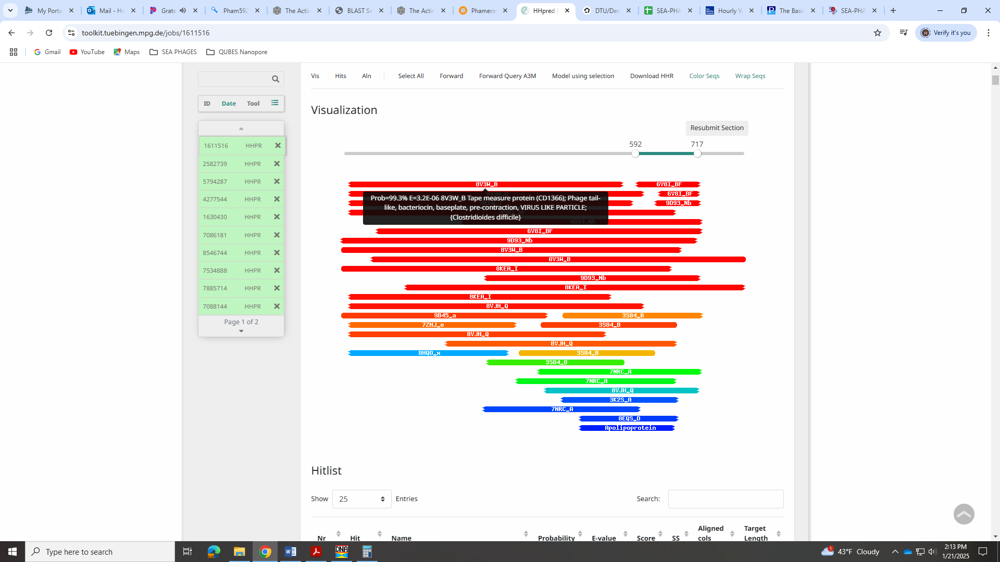 My Porta
Mail - Ho
Grate
Pham592
The Actin
BLAST Se
The Actin
Phamera
HHpred |
DTU/Dee
SEA-PHA
Hourly W
The Basic
SEA-PHA
toolkit.tuebingen.mpg.de/jobs/1611516
Verify it's you
Gmail
YouTube
Maps
SEA PHAGES
QUBES Nanopore
Vis
Hits
Aln
Select All
Forward
Forward Query A3M
Model using selection
Download HHR
Color Seqs
Wrap Seqs
ID Date Tool
1611516 HHPR
2582739 HHPR
5794287 HHPR
4277544 HHPR
1630430 HHPR
7086181 HHPR
8546744 HHPR
7534888 HHPR
7885714 HHPR
7088144 HHPR
Page 1 of 2
Visualization
Resubmit Section
592 717
8V3W_B 6V8I_BF
6V8I_BF
9D93_Nb
Prob=99.3% E=3.2E-06 8V3W_B Tape measure protein (CD1366); Phage tail-
like, bacteriocin, baseplate, pre-contraction, VIRUS LIKE PARTICLE;
{Clostridioides difficile}
9D93_Nb
6V8I_BF
9D93_Nb
8V3W_B
8V3W_B
8KEA_I
9D93_Nb
8KEA_I
8KEA_I
8VJH_Q
9B45_a 3S84_B
7ZHJ_e 3S84_B
8VJH_Q
8VJH_Q
8HQO_x 3S84_B
3S84_B
7NRC_A
7NRC_A
8VJH_Q
3K2S_A
7NRC_A
8EQS_D
Apolipoprotein
Hitlist
Show 25 Entries
Search:
Nr Hit Name Probability E-value Score SS Aligned cols Target Length
Type here to search
1
43°F Cloudy
2:13 PM
1/21/2025